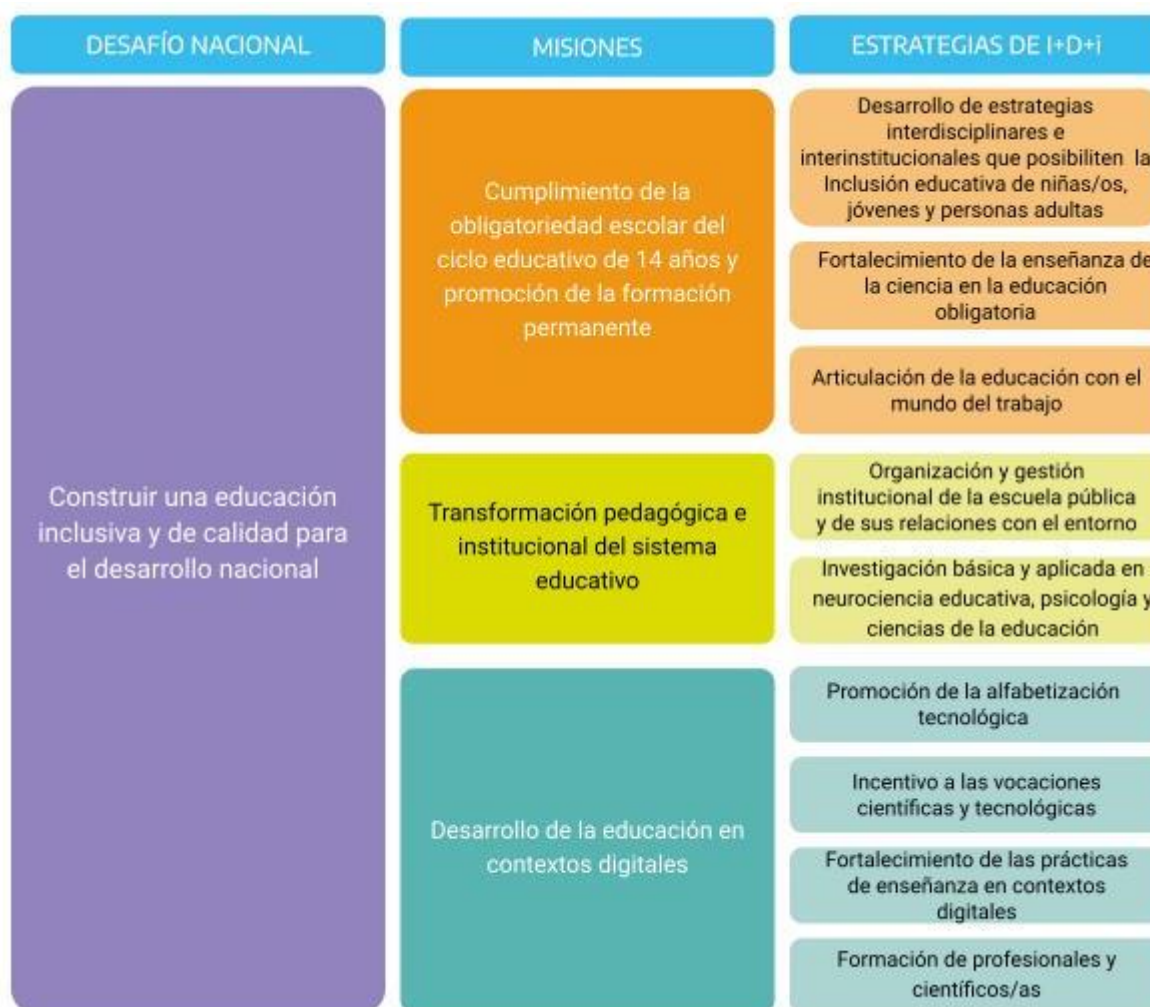 DESAFÍO NACIONAL
MISIONES
ESTRATEGIAS DE I+D+i
Construir una educación
inclusiva y de calidad para
el desarrollo nacional
Cumplimiento de la
obligatoriedad escolar del
ciclo educativo de 14 años y
promoción de la formación
permanente
Desarrollo de estrategias
interdisciplinares e
interinstitucionales que posibiliten la
Inclusión educativa de niñas/os,
jóvenes y personas adultas
Fortalecimiento de la enseñanza de
la ciencia en la educación
obligatoria
Articulación de la educación con el
mundo del trabajo
Transformación pedagógica e
institucional del sistema
educativo
Organización y gestión
institucional de la escuela pública
y de sus relaciones con el entorno
Investigación básica y aplicada en
neurociencia educativa, psicología y
ciencias de la educación
Desarrollo de la educación en
contextos digitales
Promoción de la alfabetización
tecnológica
Incentivo a las vocaciones
científicas y tecnológicas
Fortalecimiento de las prácticas
de enseñanza en contextos
digitales
Formación de profesionales y
científicos/as